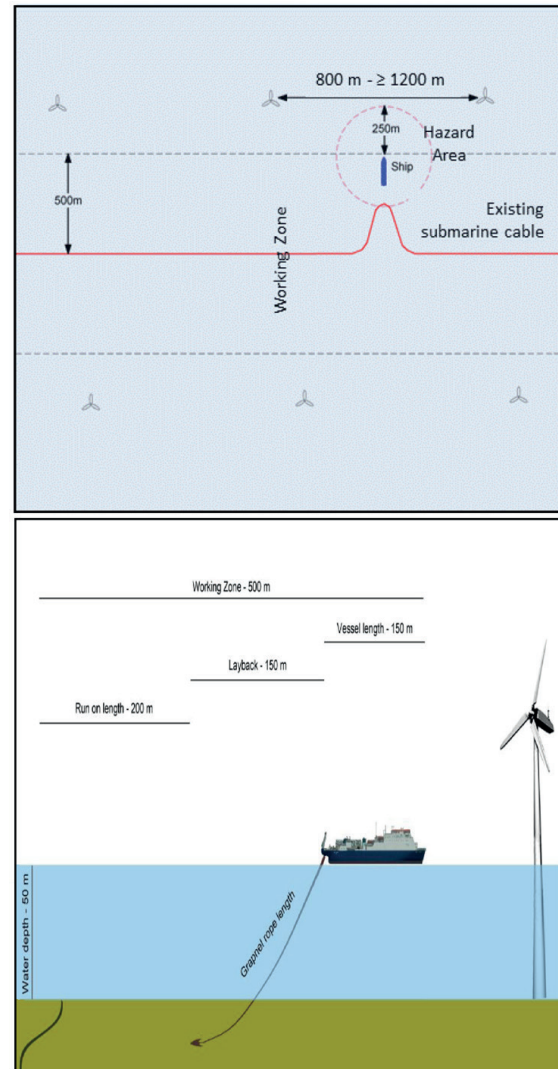 800 m - ≥ 1200 m
250m
Hazard
Area
Ship
500m
Existing
submarine cable
Working Zone
Working Zone - 500 m
Vessel length - 150 m
Layback - 150 m
Run on length - 200 m
Water depth - 50 m
Grapnel rope length